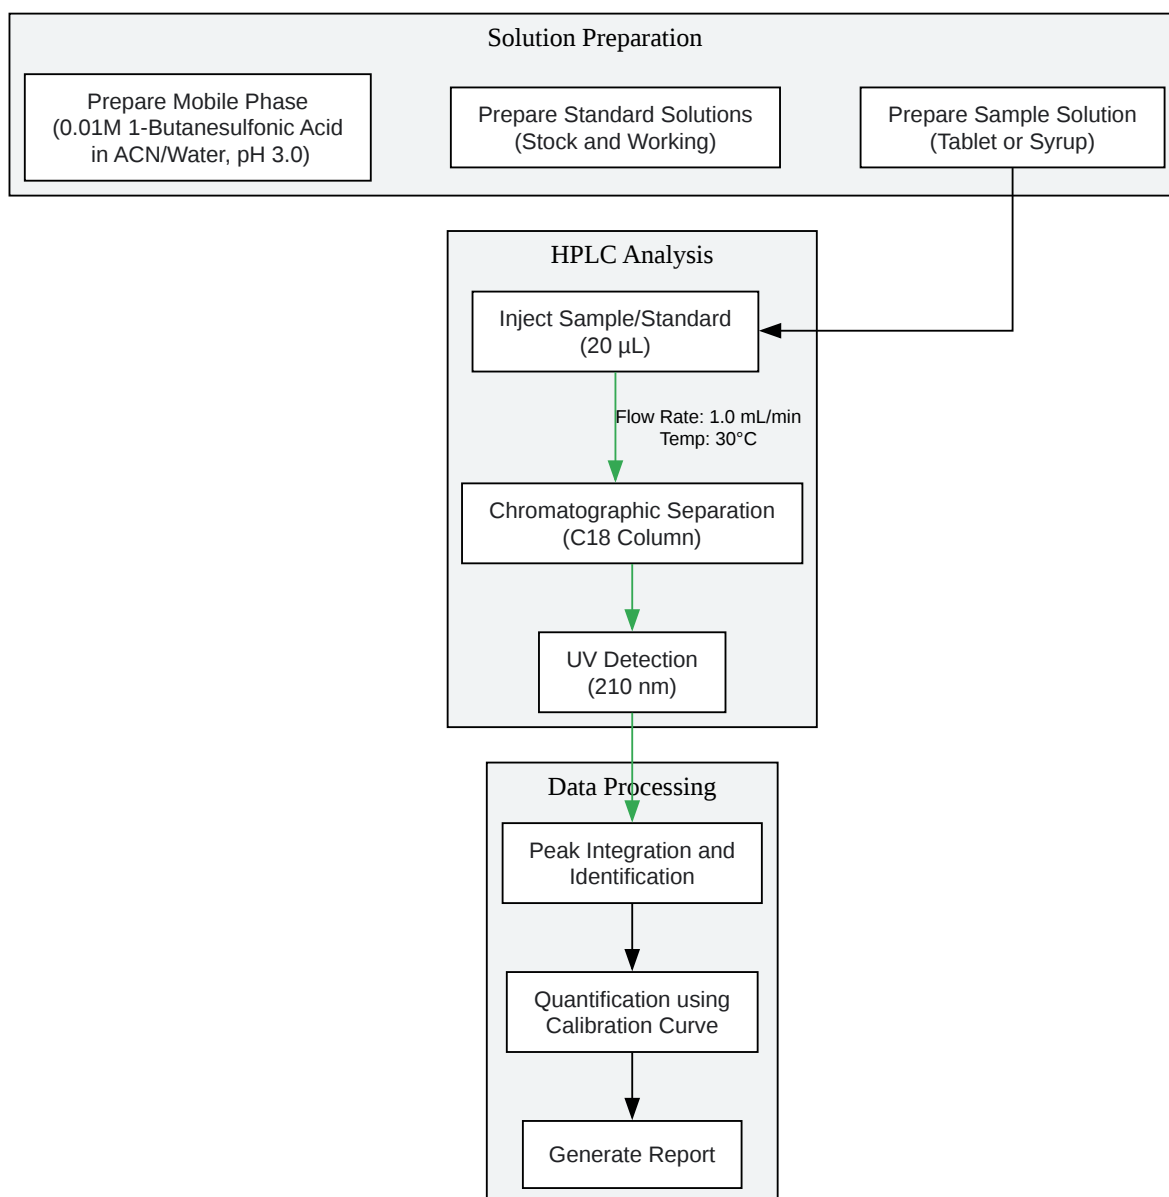 Solution Preparation
Prepare Mobile Phase
(0.01M 1-Butanesulfonic Acid
in ACN/Water, pH 3.0)
Prepare Standard Solutions
(Stock and Working)
Prepare Sample Solution
(Tablet or Syrup)
HPLC Analysis
Inject Sample/Standard
(20 µL)
Flow Rate: 1.0 mL/min
Temp: 30°C
Chromatographic Separation
(C18 Column)
UV Detection
(210 nm)
Data Processing
Peak Integration and
Identification
Quantification using
Calibration Curve
Generate Report